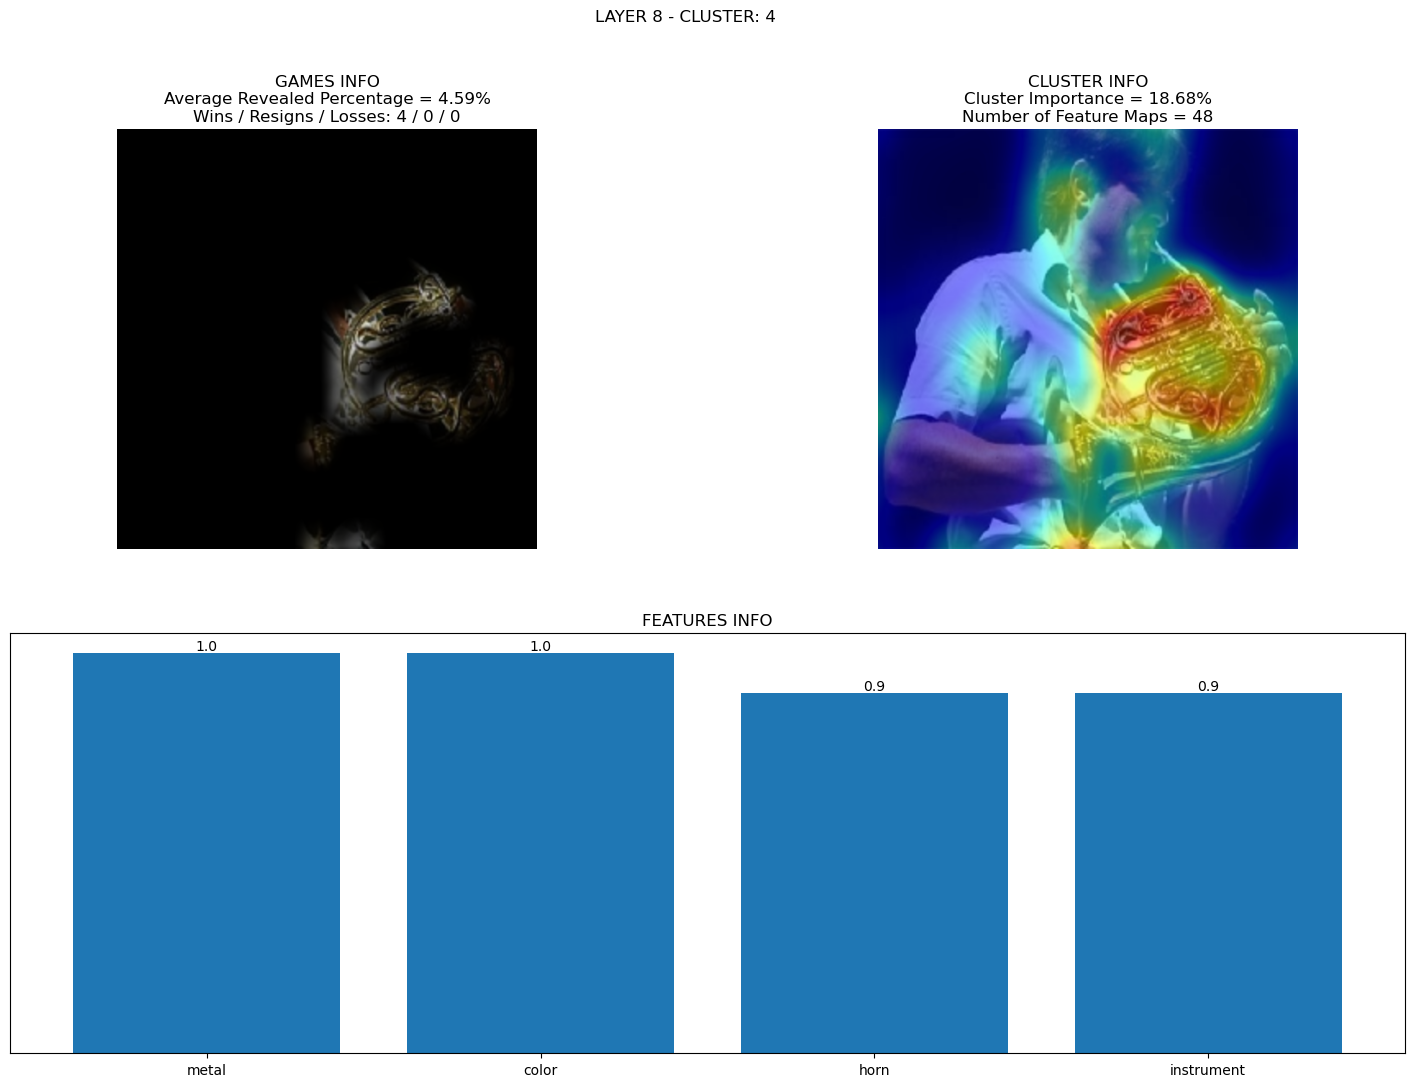 LAYER 8 - CLUSTER: 4
GAMES INFO
Average Revealed Percentage = 4.59%
Wins / Resigns / Losses: 4 / 0 / 0
CLUSTER INFO
Cluster Importance = 18.68%
Number of Feature Maps = 48
FEATURES INFO
1.0
1.0
0.9
0.9
metal
color
horn
instrument